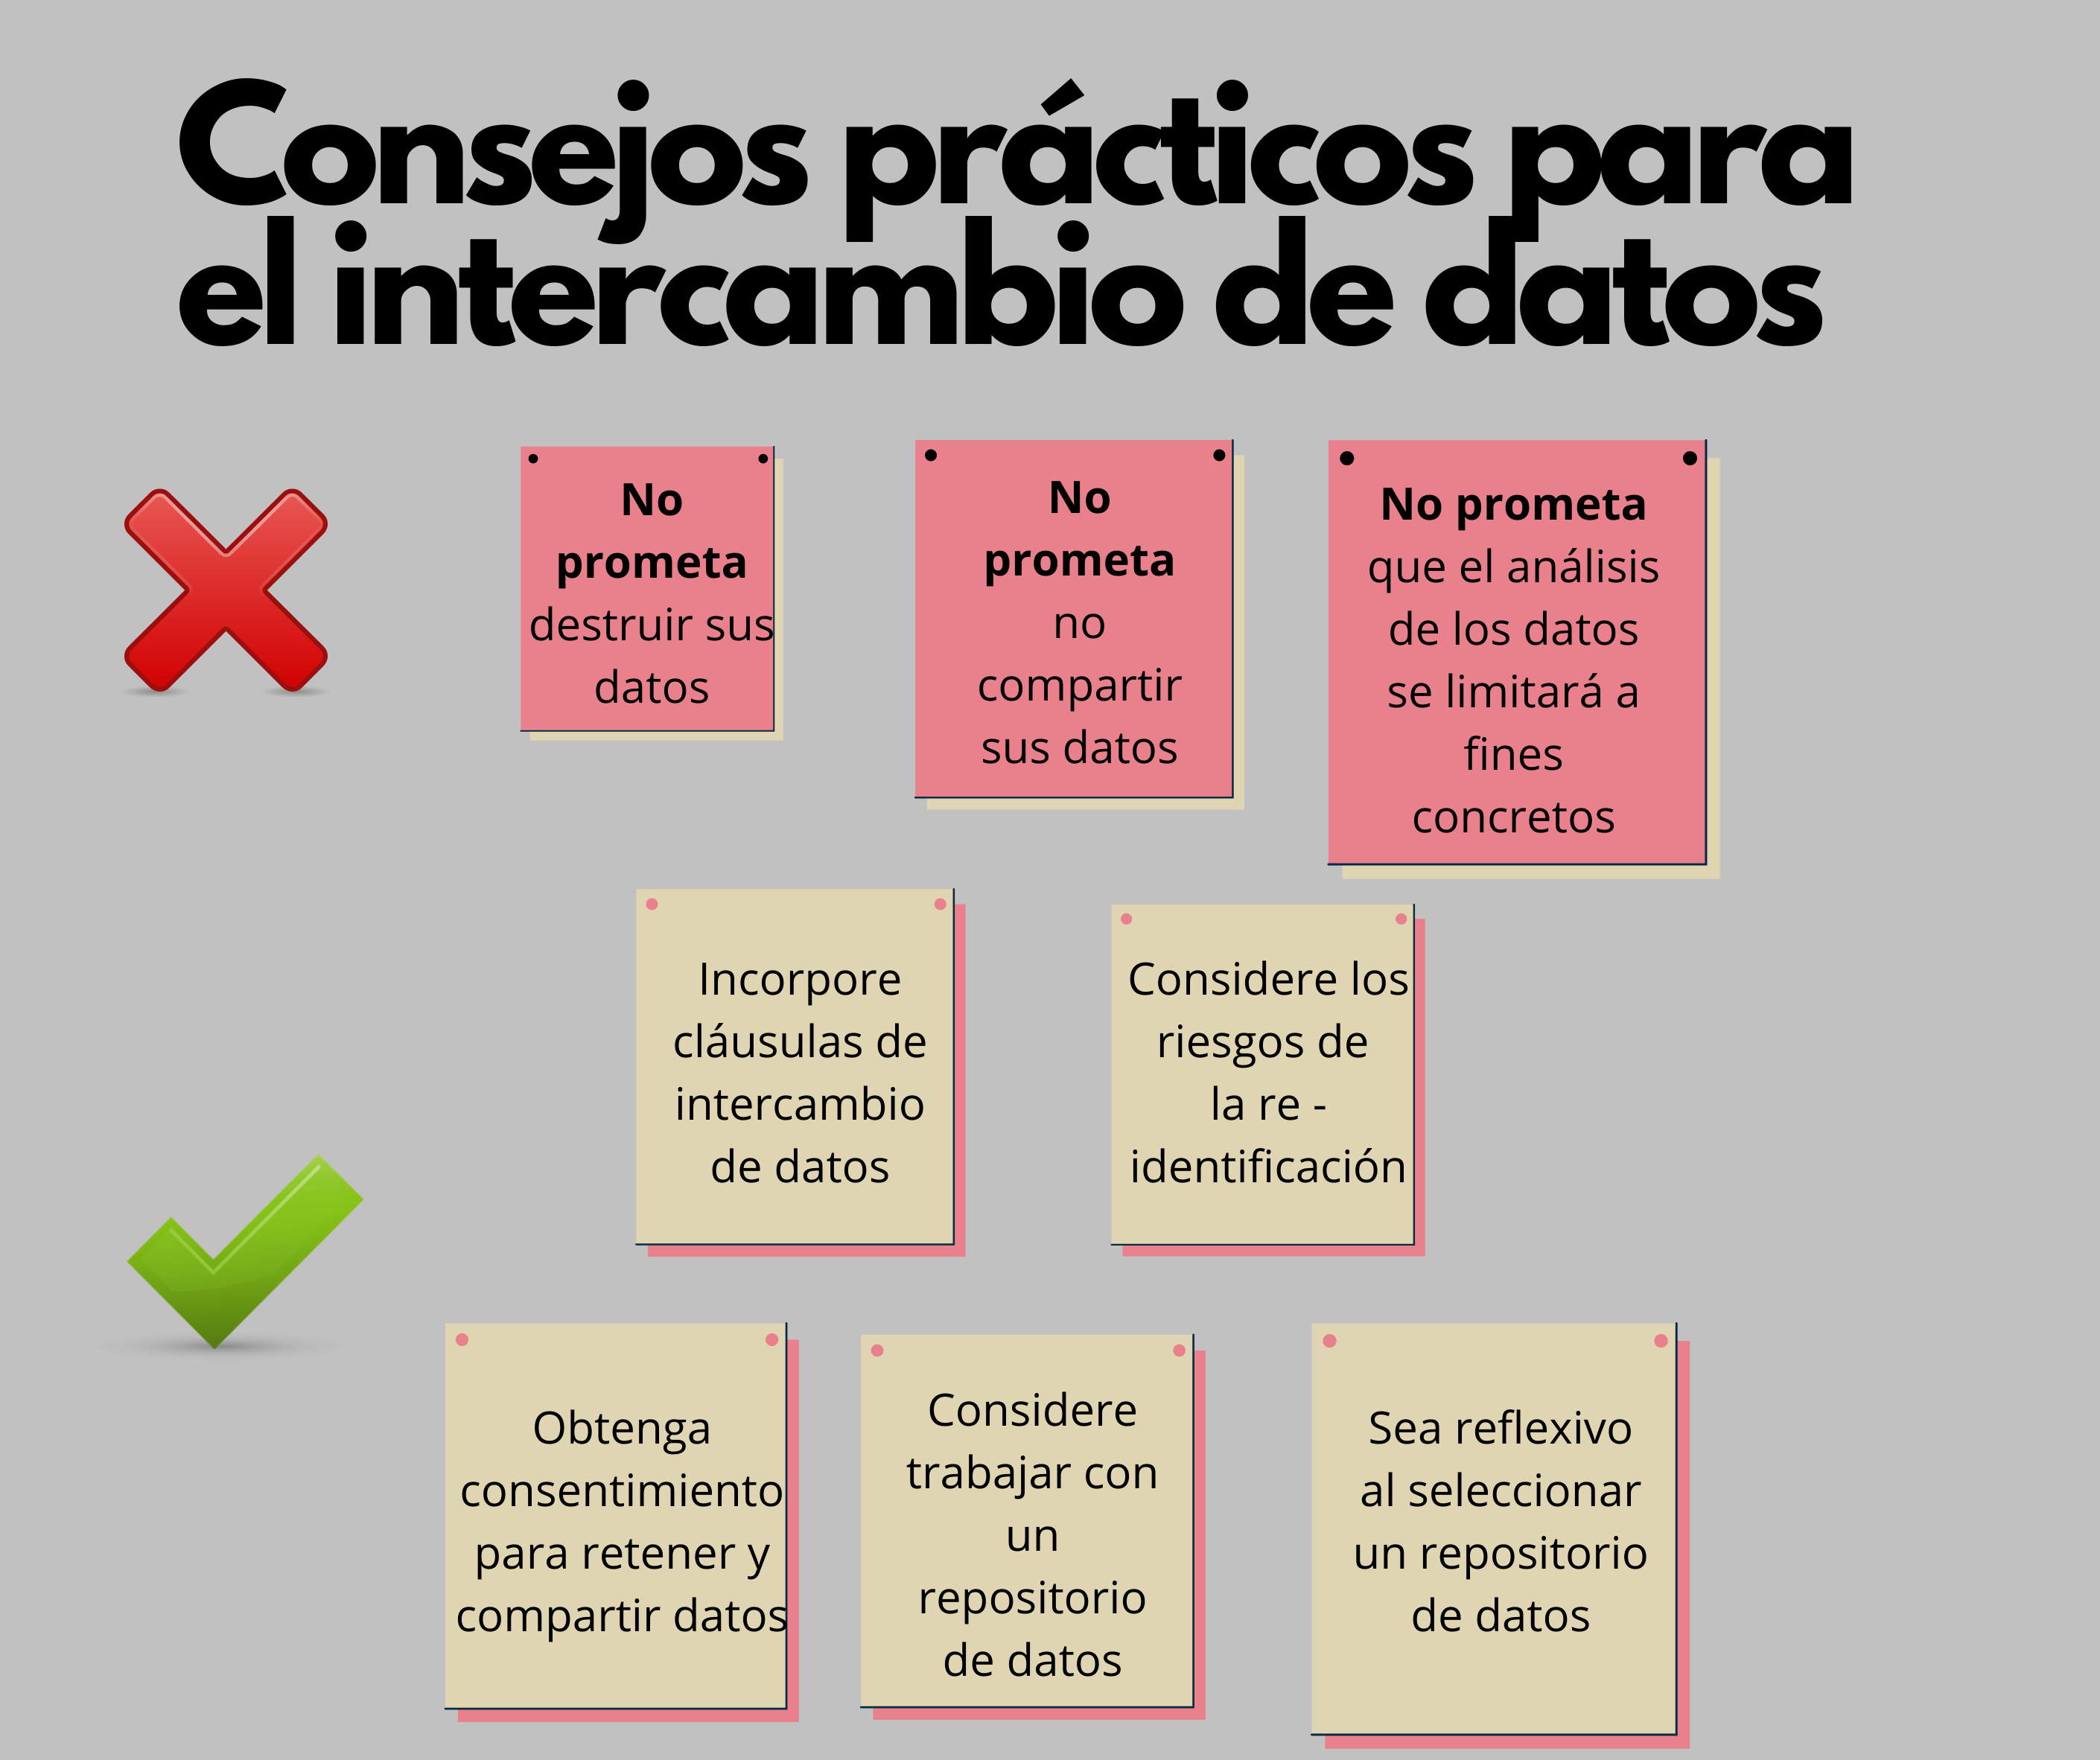 Consejos prácticos para
el intercambio de datos
No
prometa
destruir sus
datos
No
prometa
no
compartir
sus datos
No prometa
que el análisis
de los datos
se limitará a
fines
concretos
Incorpore
cláusulas de
intercambio
de datos
Considere los
riesgos de
la re -
identificación
Obtenga
consentimiento
para retener y
compartir datos
Considere
trabajar con
un
repositorio
de datos
Sea reflexivo
al seleccionar
un repositorio
de datos